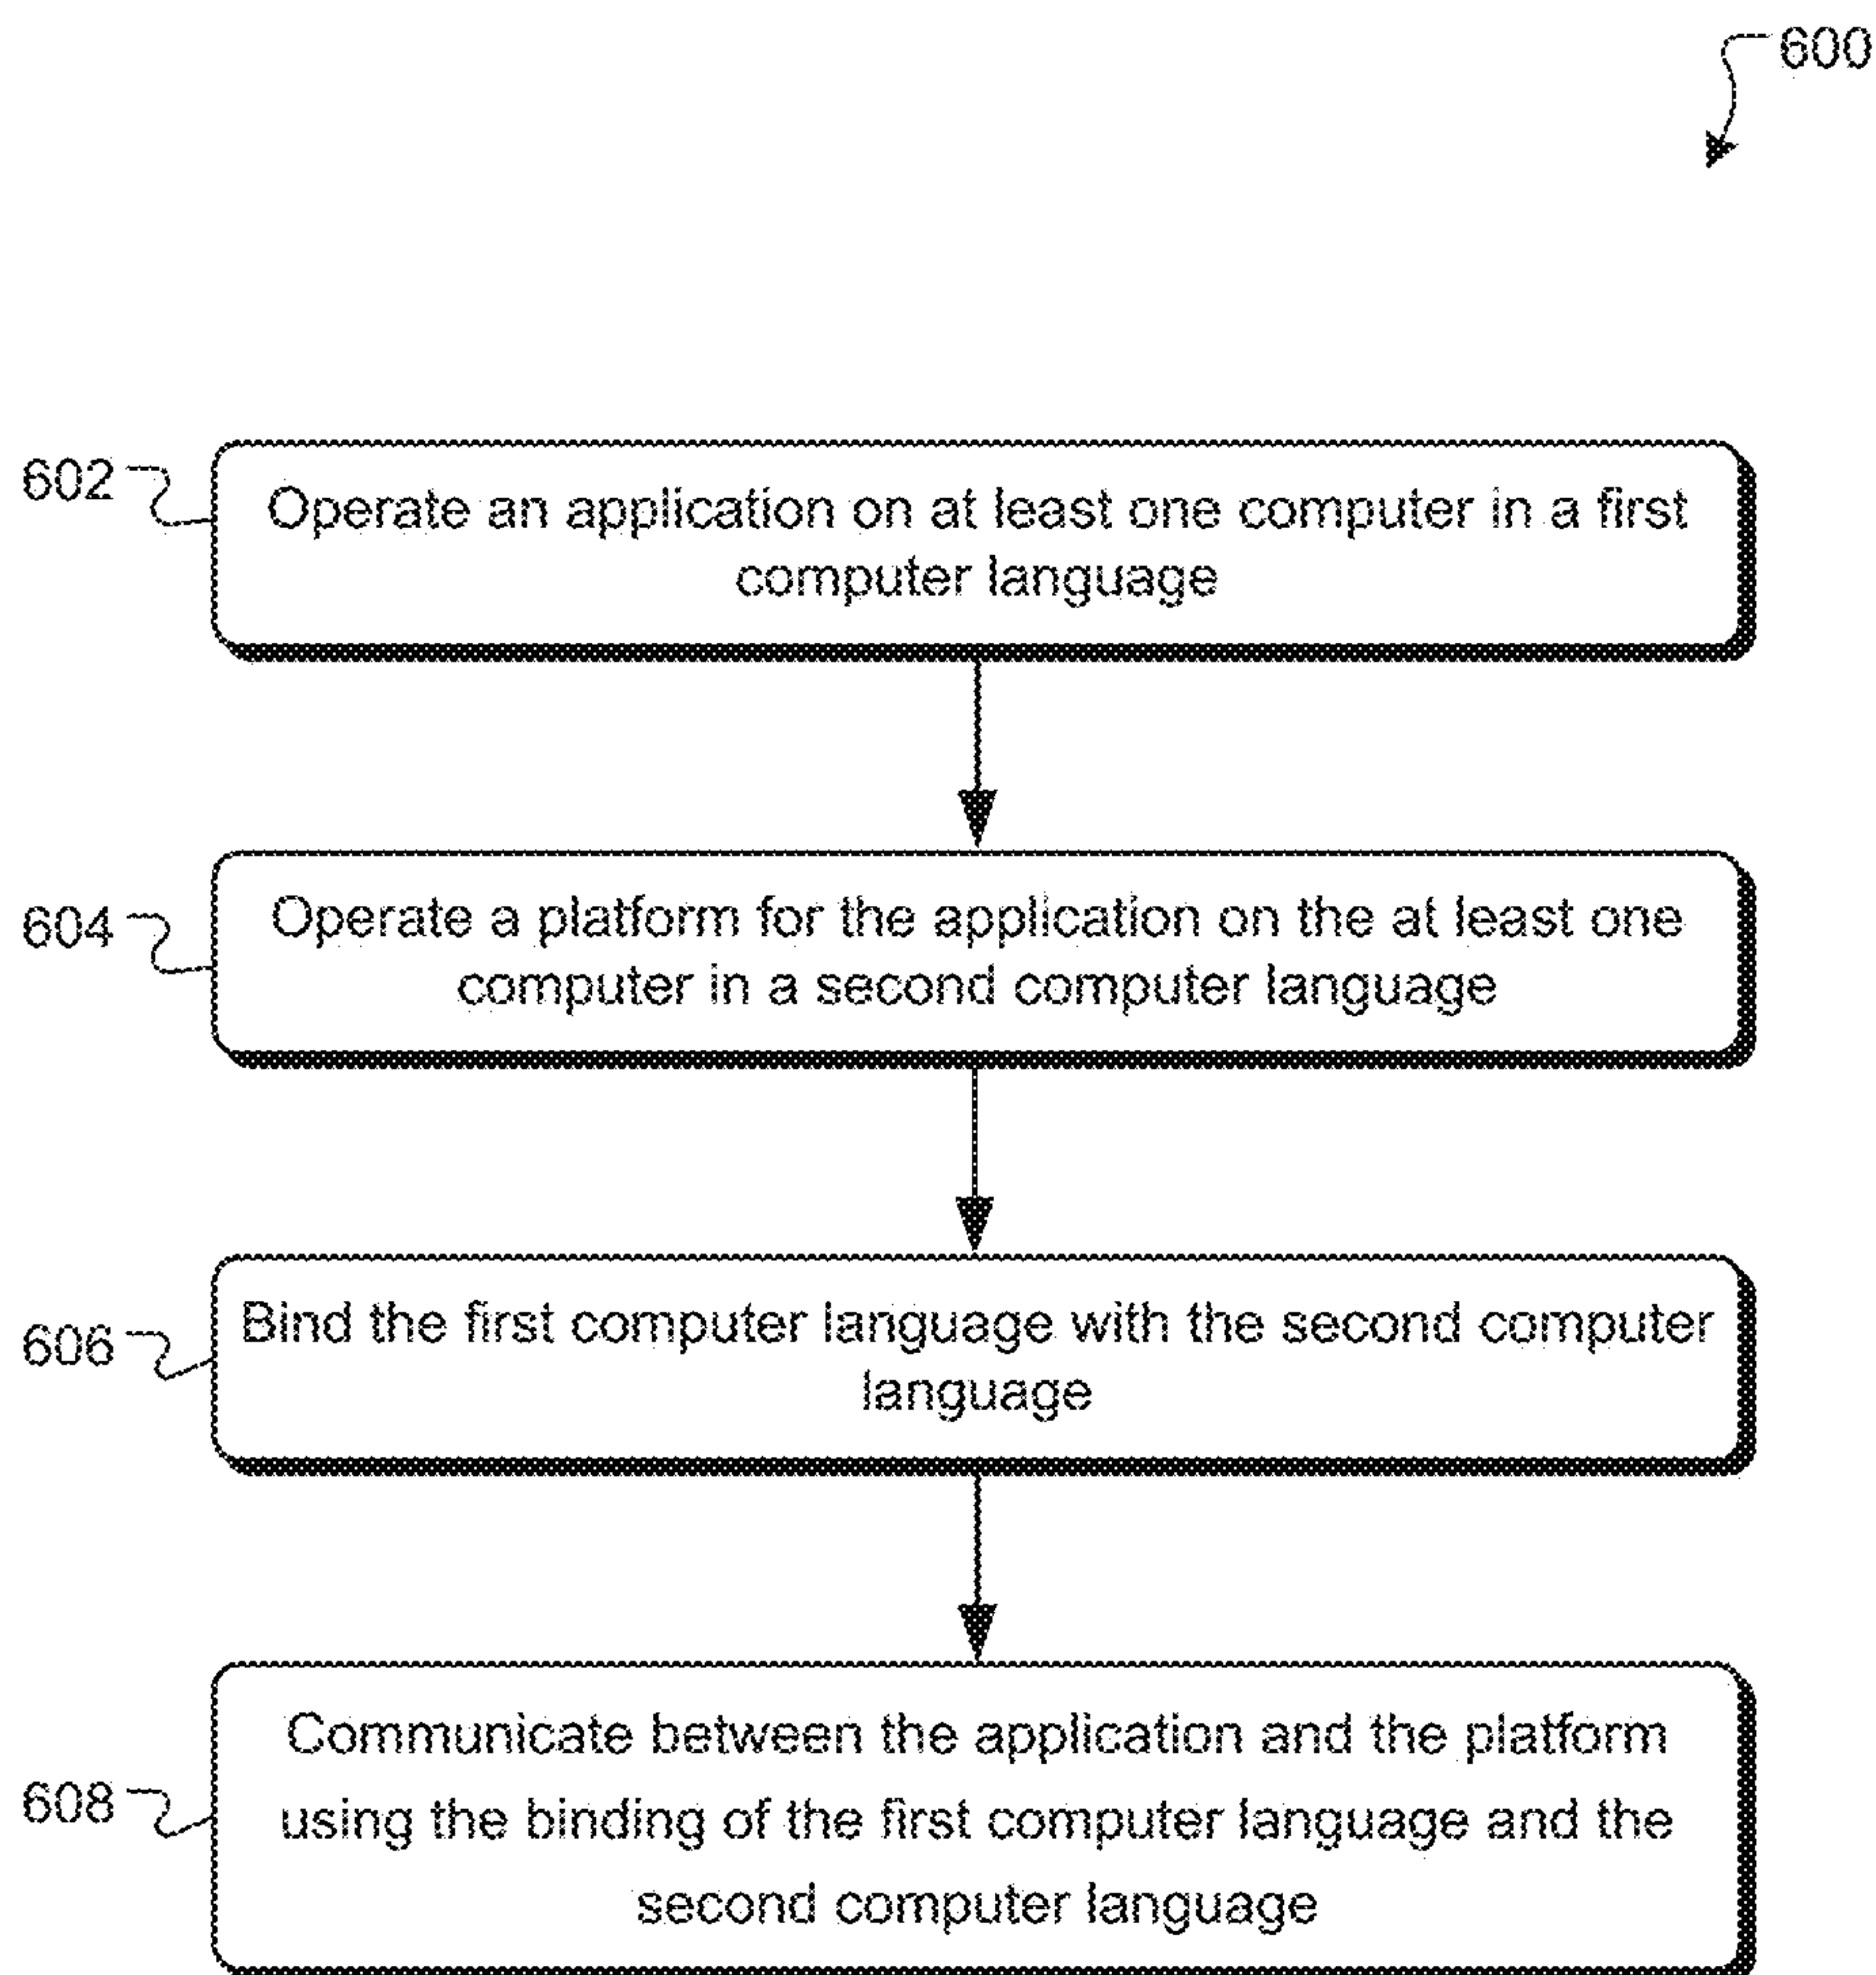 600
602
Operate an application on at least one computer in a first
computer language
604
Operate a platform for the application on the at least one
computer in a second computer language
606
Bind the first computer language with the second computer
language
608
Communicate between the application and the platform
using the binding of the first computer language and the
second computer language